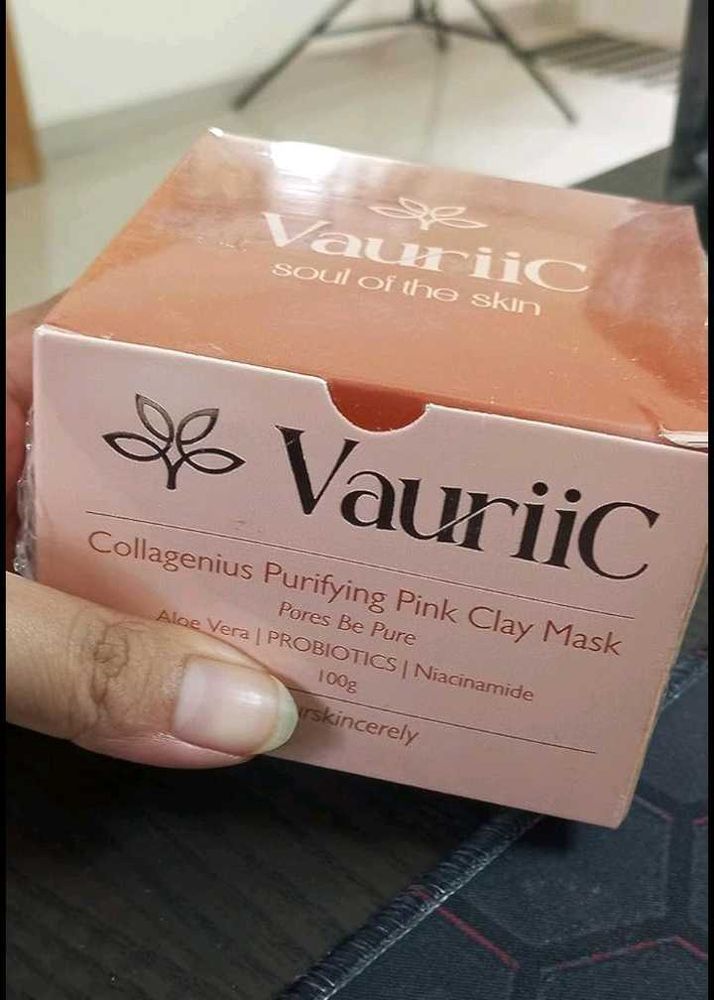 VauriiC
soul of the skin
VauriiC
Collagenius Purifying Pink Clay Mask
Pores Be Pure
Aloe Vera | PROBIOTICS | Niacinamide
100g